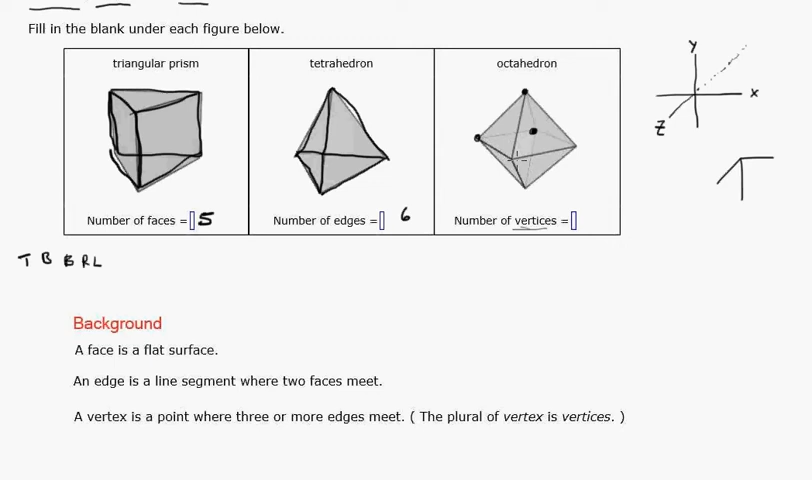 Fill in the blank under each figure below.
triangular prism
tetrahedron
octahedron
Y
X
Z
Number of faces = 5
Number of edges = 6
Number of vertices =
T B B R L
Background
A face is a flat surface.
An edge is a line segment where two faces meet.
A vertex is a point where three or more edges meet. ( The plural of vertex is vertices. )